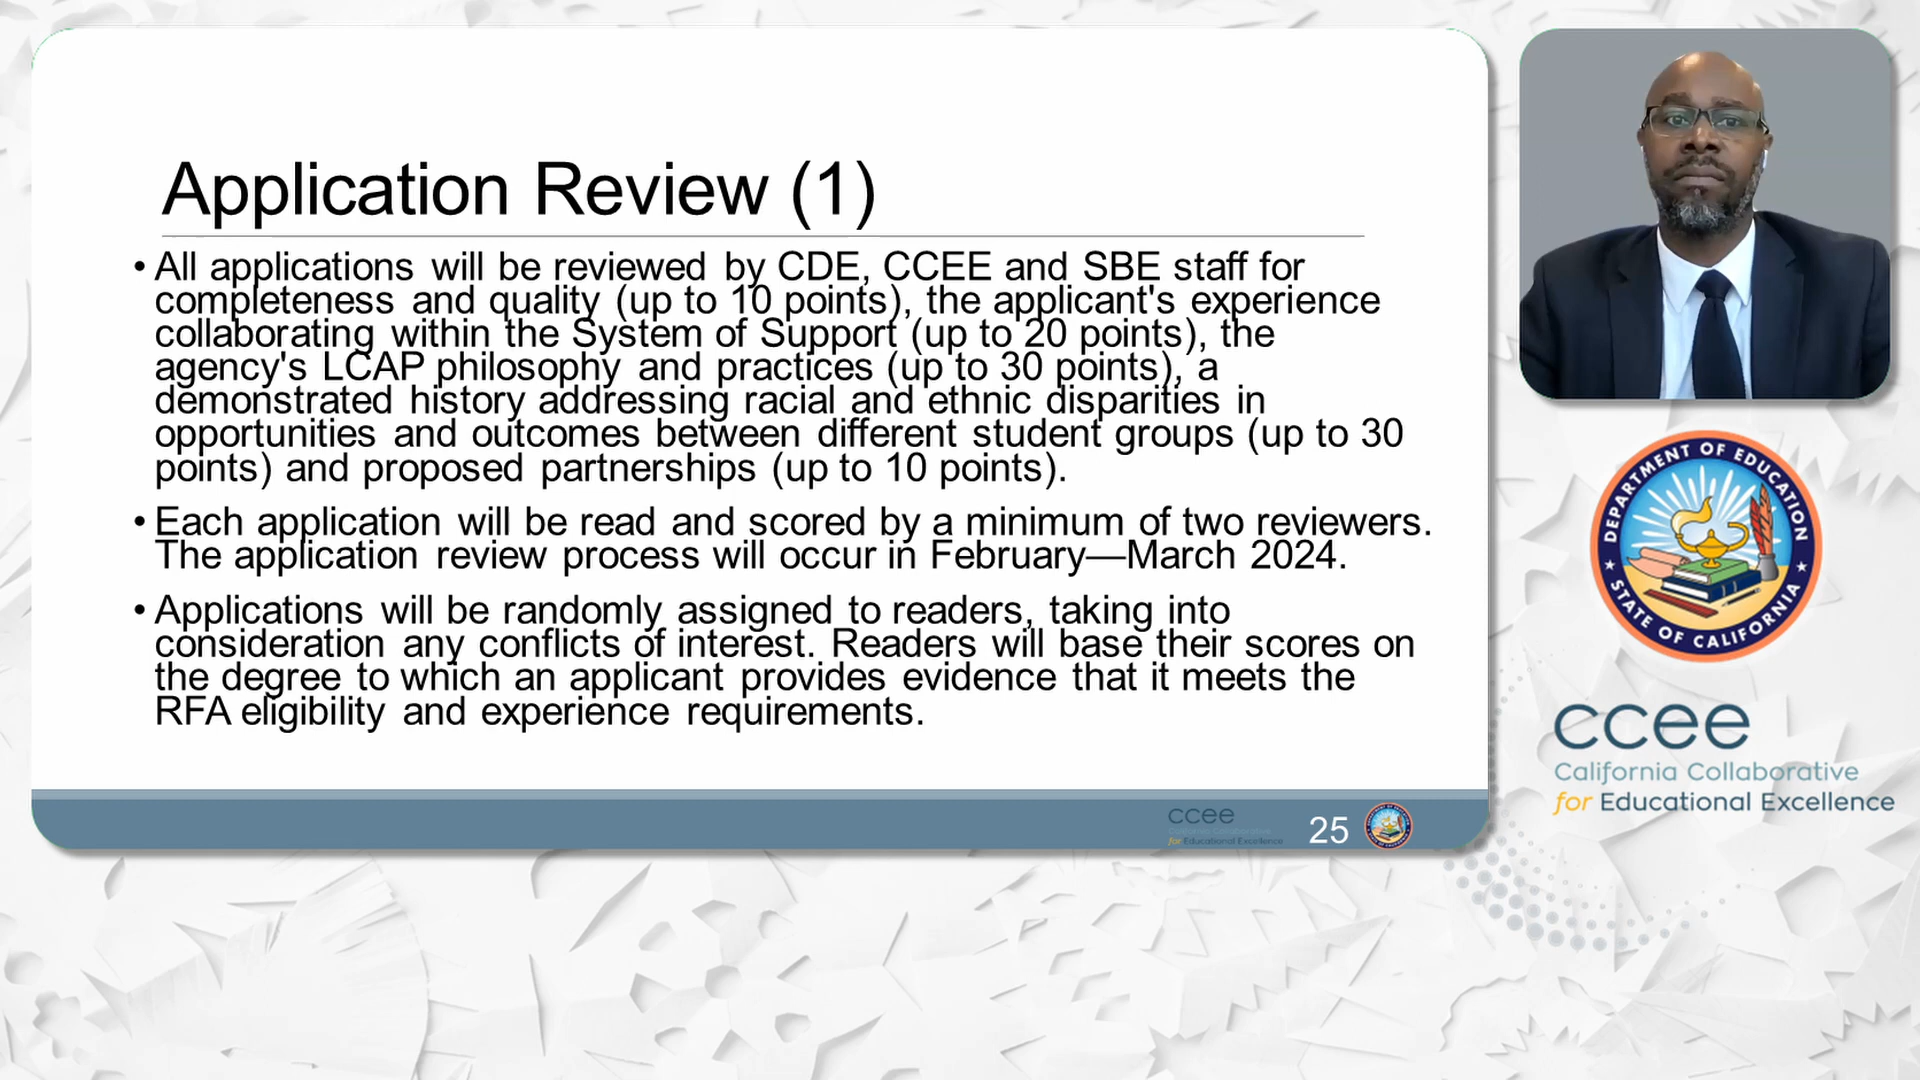 Application Review (1)
• All applications will be reviewed by CDE, CCEE and SBE staff for
completeness and quality (up to 10 points), the applicant's experience
collaborating within the System of Support (up to 20 points), the
agency's LCAP philosophy and practices (up to 30 points), a
demonstrated history addressing racial and ethnic disparities in
opportunities and outcomes between different student groups (up to 30
points) and proposed partnerships (up to 10 points).
• Each application will be read and scored by a minimum of two reviewers.
The application review process will occur in February—March 2024.
• Applications will be randomly assigned to readers, taking into
consideration any conflicts of interest. Readers will base their scores on
the degree to which an applicant provides evidence that it meets the
RFA eligibility and experience requirements.
ccee
California Collaborative
for Educational Excellence
25
DEPARTMENT OF EDUCATION
STATE OF CALIFORNIA
ccee
California Collaborative
for Educational Excellence